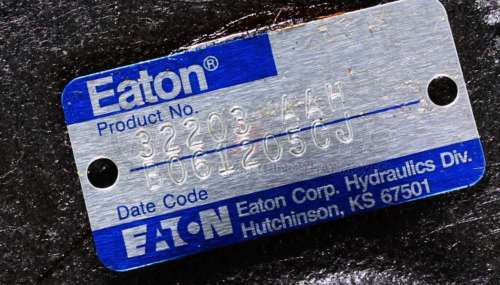 Eaton®
Product No.
32203-AAH
E061205CJ
Date Code
EATON
Eaton Corp. Hydraulics Div.
Hutchinson, KS 67501